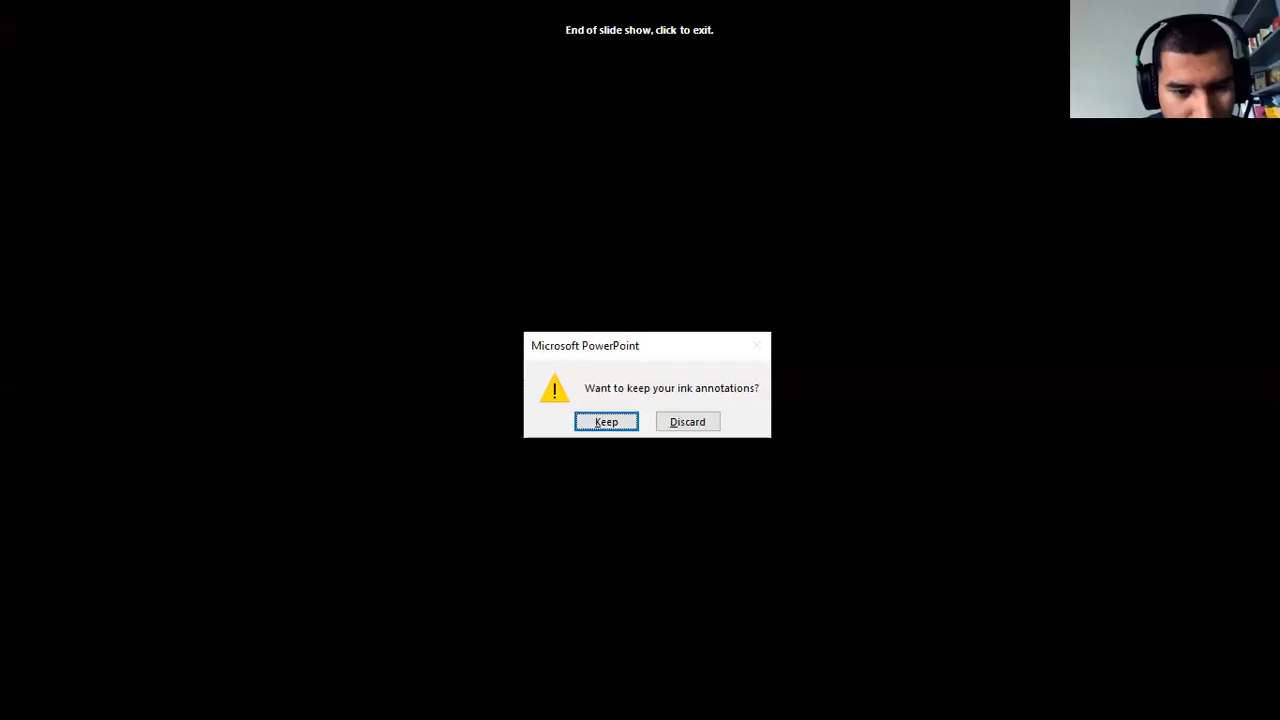 End of slide show, click to exit.
Microsoft PowerPoint
Want to keep your ink annotations?
Keep
Discard